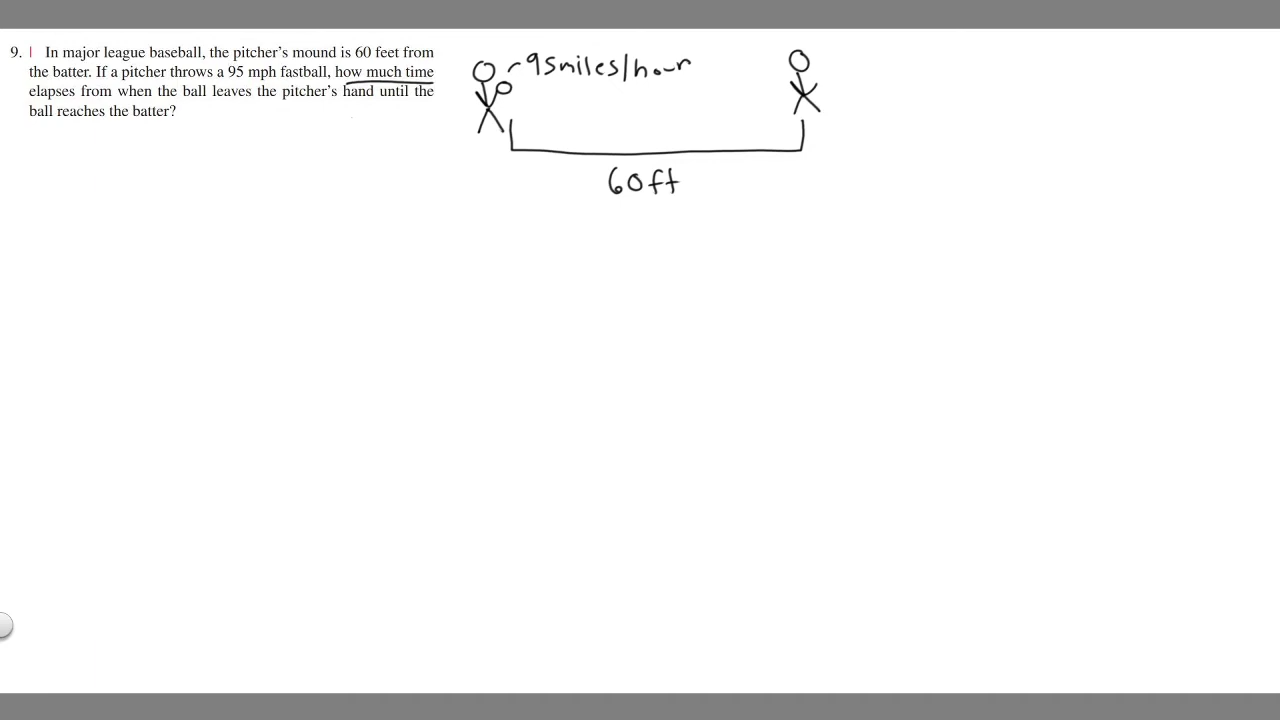 9. | In major league baseball, the pitcher's mound is 60 feet from
the batter. If a pitcher throws a 95 mph fastball, how much time
elapses from when the ball leaves the pitcher's hand until the
ball reaches the batter?
95miles/hour
60ft